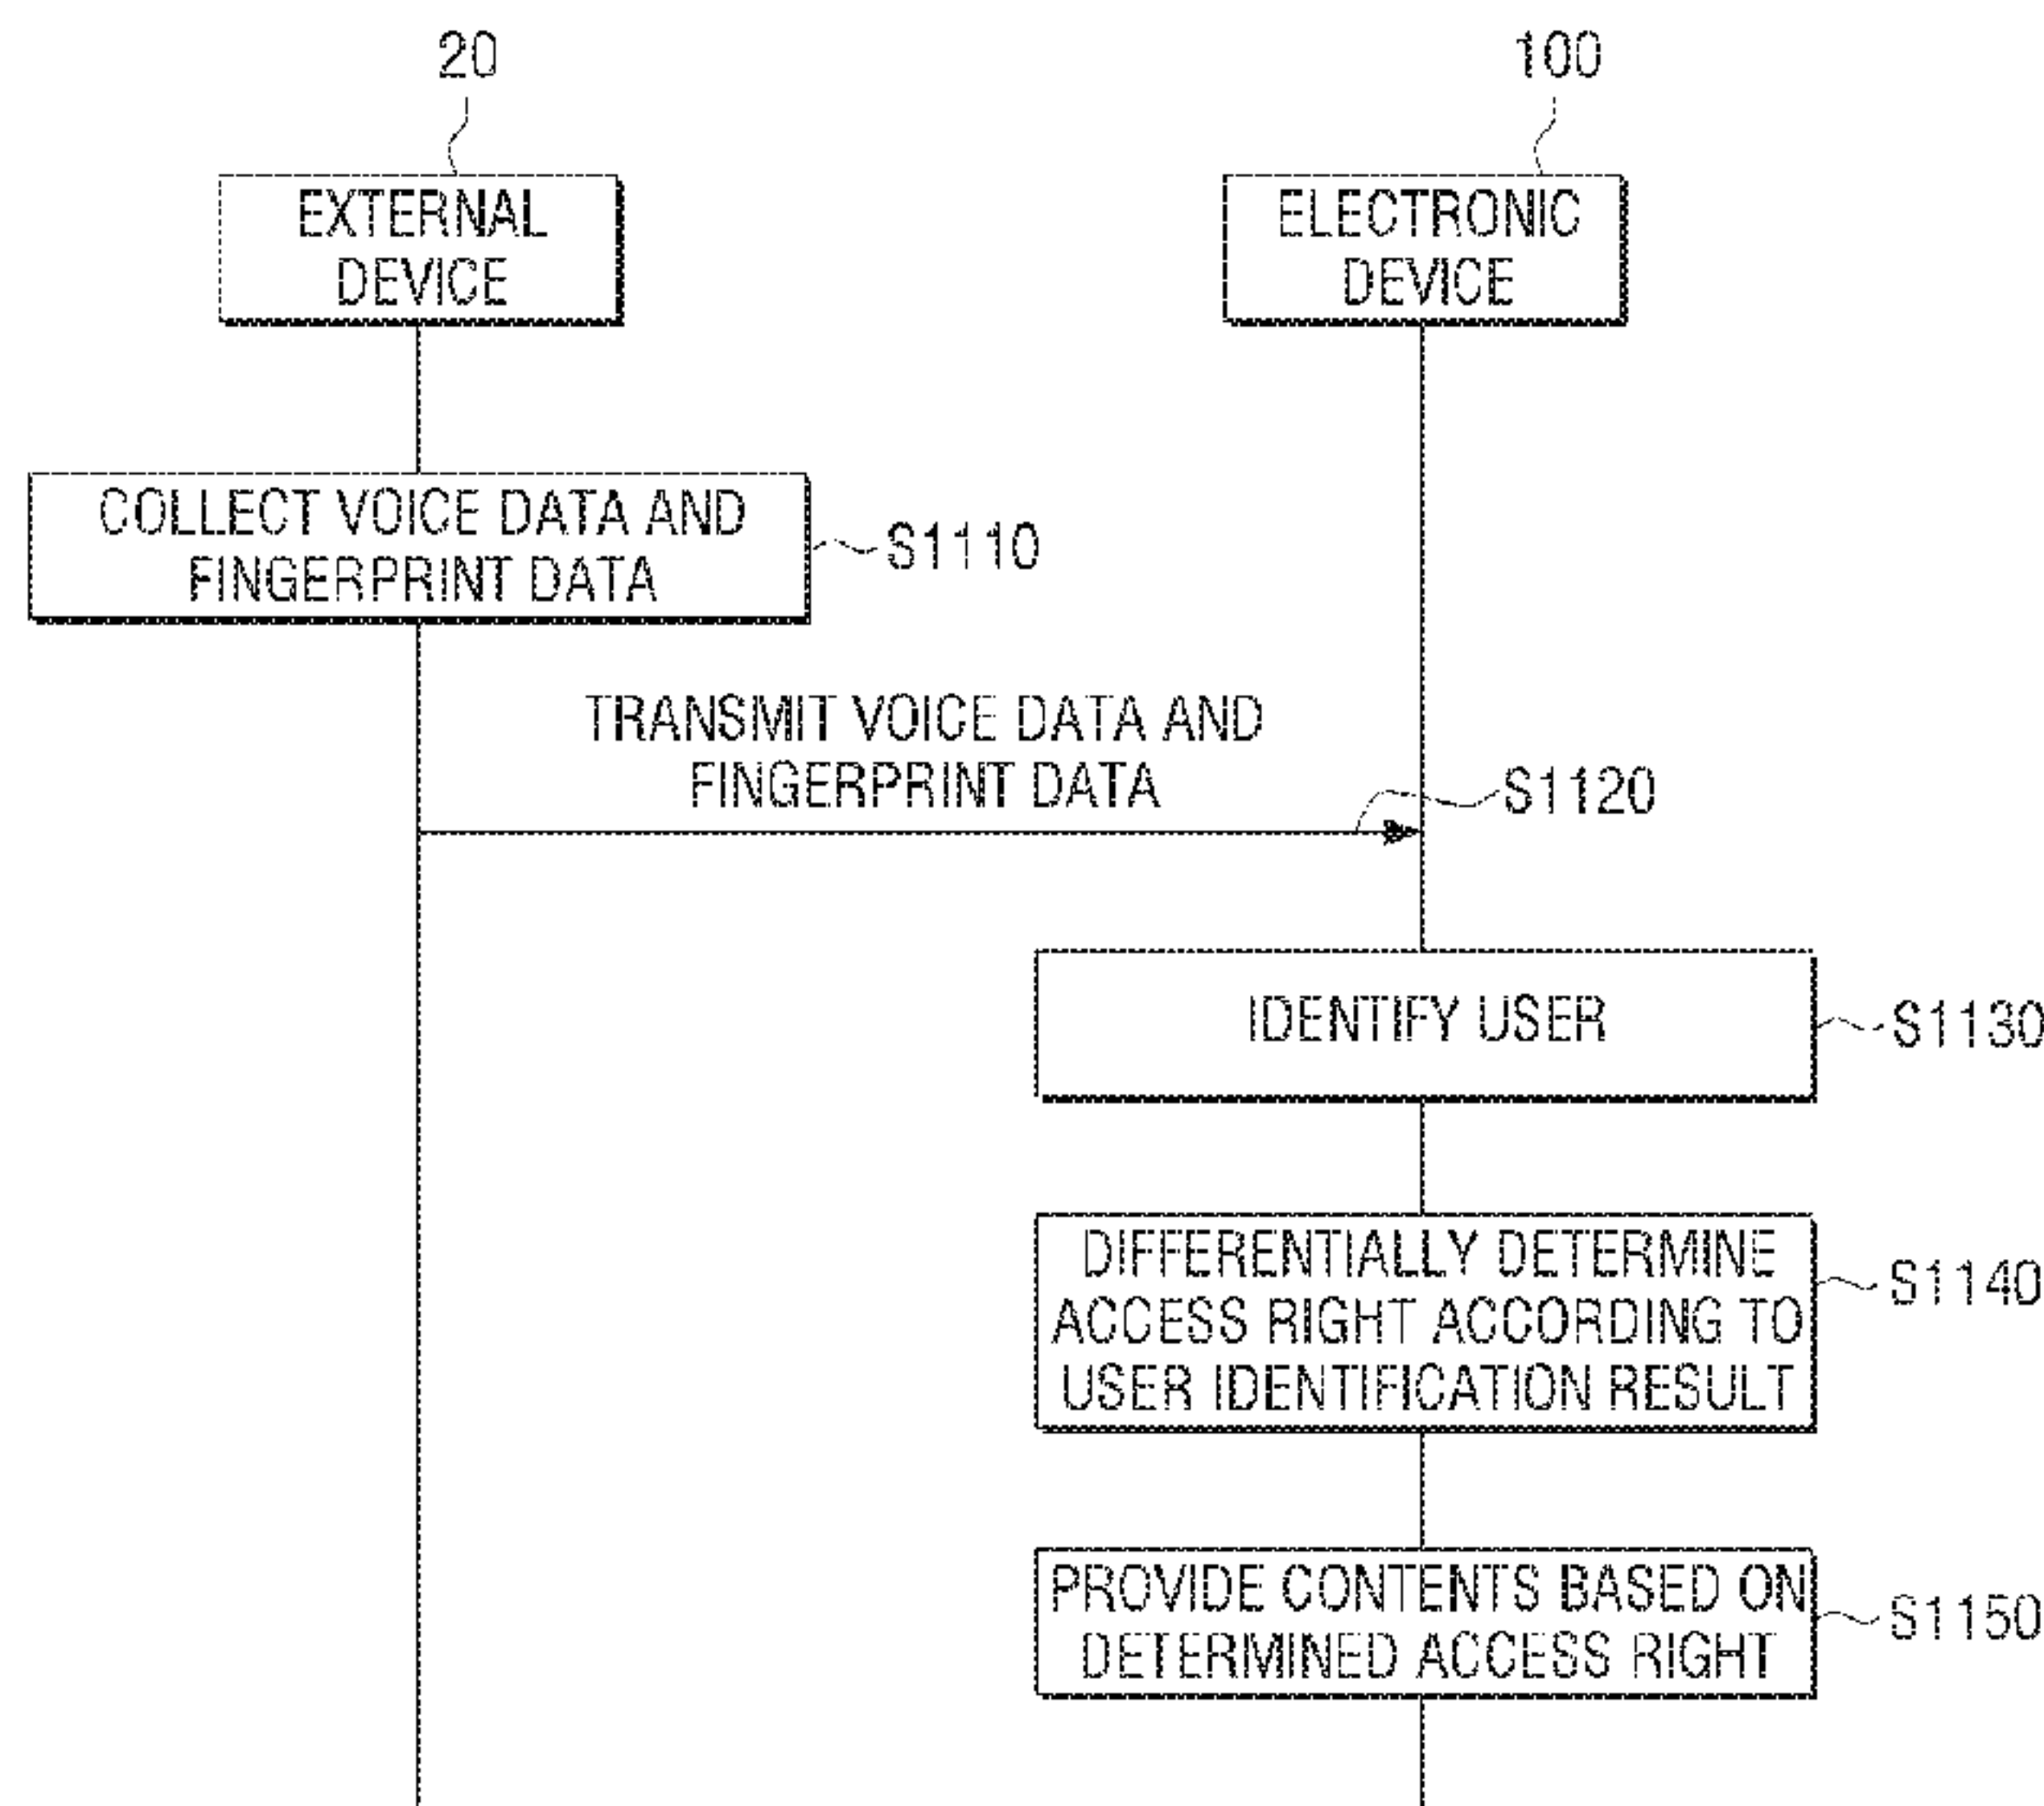 20
100
EXTERNAL
DEVICE
ELECTRONIC
DEVICE
COLLECT VOICE DATA AND
FINGERPRINT DATA
S1110
TRANSMIT VOICE DATA AND
FINGERPRINT DATA
S1120
IDENTIFY USER
S1130
DIFFERENTIALLY DETERMINE
ACCESS RIGHT ACCORDING TO
USER IDENTIFICATION RESULT
S1140
PROVIDE CONTENTS BASED ON
DETERMINED ACCESS RIGHT
S1150